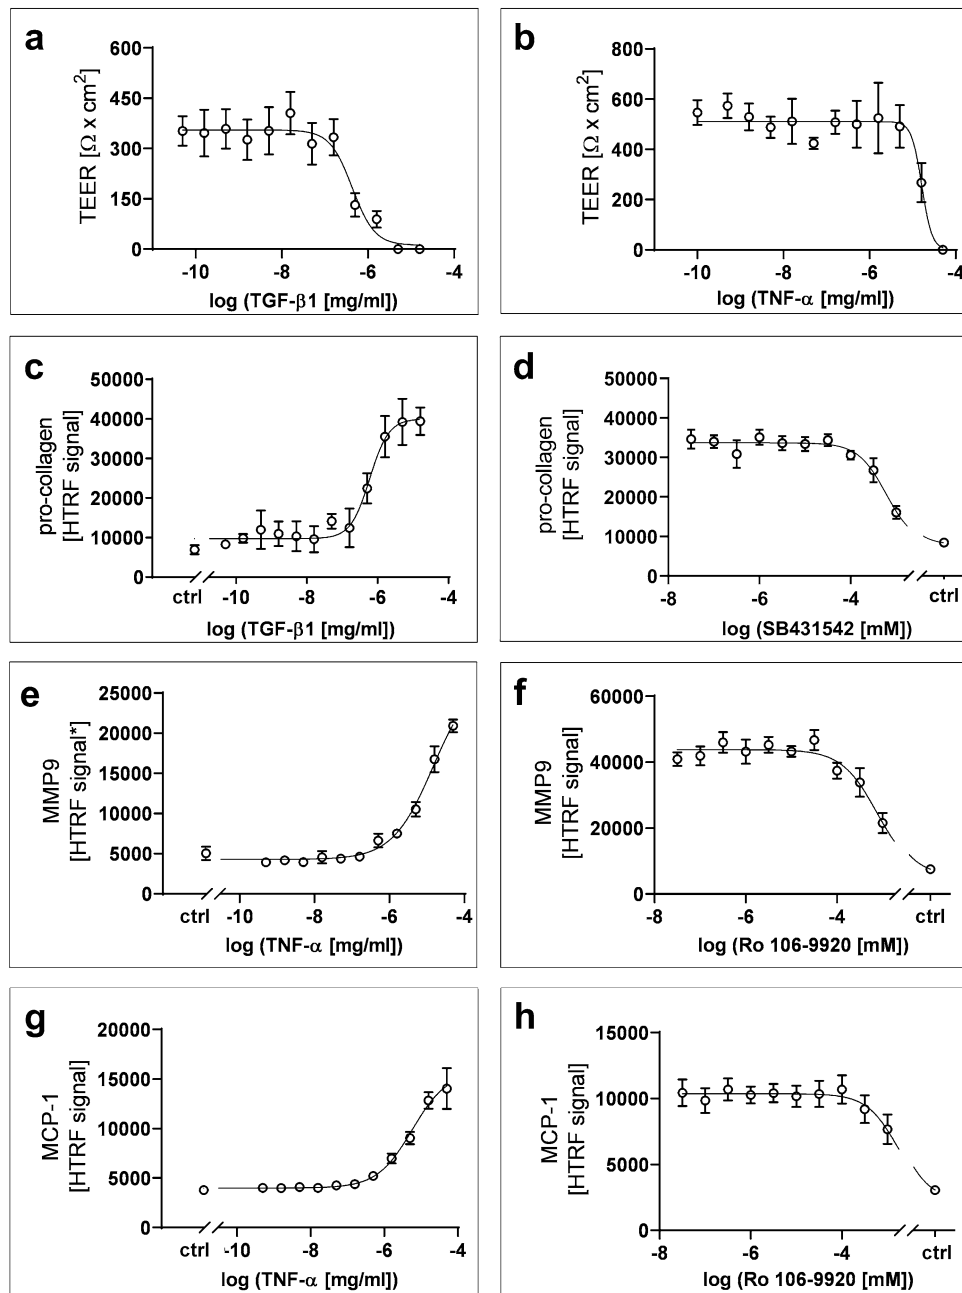 a
TEER [Ω x cm2]
600
450
300
150
0
-10
-8
-6
-4
log (TGF-β1 [mg/ml])
b
TEER [Ω x cm2]
800
600
400
200
0
-10
-8
-6
-4
log (TNF-α [mg/ml])
c
pro-collagen
[HTRF signal]
50000
40000
30000
20000
10000
0
ctrl
-10
-8
-6
-4
log (TGF-β1 [mg/ml])
d
pro-collagen
[HTRF signal]
50000
40000
30000
20000
10000
0
-8
-6
-4
ctrl
log (SB431542 [mM])
e
MMP9
[HTRF signal*]
25000
20000
15000
10000
5000
0
ctrl
-10
-8
-6
-4
log (TNF-α [mg/ml])
f
MMP9
[HTRF signal]
60000
40000
20000
0
-8
-6
-4
ctrl
log (Ro 106-9920 [mM])
g
MCP-1
[HTRF signal]
20000
15000
10000
5000
0
ctrl
-10
-8
-6
-4
log (TNF-α [mg/ml])
h
MCP-1
[HTRF signal]
15000
10000
5000
0
-8
-6
-4
ctrl
log (Ro 106-9920 [mM])